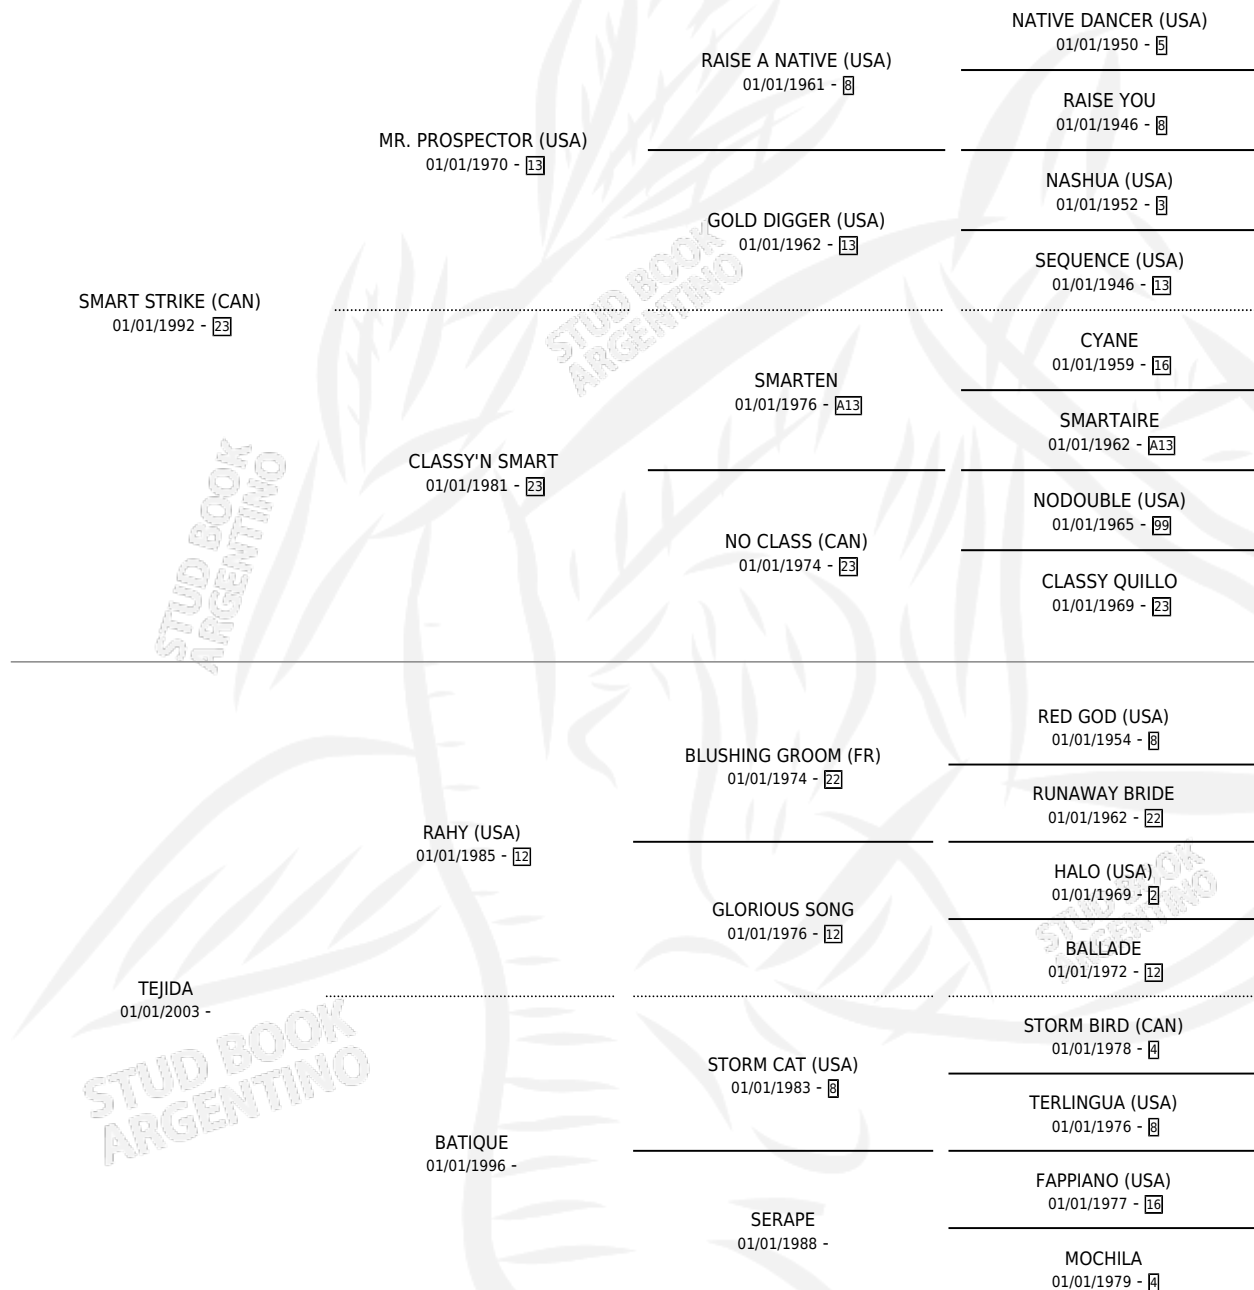 NATIVE DANCER (USA)
01/01/1950 - 5
RAISE A NATIVE (USA)
01/01/1961 - 8
RAISE YOU
01/01/1946 - 8
MR. PROSPECTOR (USA)
01/01/1970 - 13
NASHUA (USA)
01/01/1952 - 3
GOLD DIGGER (USA)
01/01/1962 - 13
SEQUENCE (USA)
01/01/1946 - 13
SMART STRIKE (CAN)
01/01/1992 - 23
STUD BOOK
ARGENTINO
CYANE
01/01/1959 - 16
SMARTEN
01/01/1976 - A13
SMARTAIRE
01/01/1962 - A13
CLASSY'N SMART
01/01/1981 - 23
NODOUBLE (USA)
01/01/1965 - 99
NO CLASS (CAN)
01/01/1974 - 23
CLASSY QUILLO
01/01/1969 - 23
STUD BOOK
ARGENTINO
RED GOD (USA)
01/01/1954 - 8
BLUSHING GROOM (FR)
01/01/1974 - 22
RUNAWAY BRIDE
01/01/1962 - 22
RAHY (USA)
01/01/1985 - 12
HALO (USA)
01/01/1969 - 2
STUD BOOK
ARGENTINO
GLORIOUS SONG
01/01/1976 - 12
BALLADE
01/01/1972 - 12
TEJIDA
01/01/2003 -
STUD BOOK
ARGENTINO
STORM BIRD (CAN)
01/01/1978 - 4
STORM CAT (USA)
01/01/1983 - 8
TERLINGUA (USA)
01/01/1976 - 8
BATIQUE
01/01/1996 -
FAPPIANO (USA)
01/01/1977 - 16
SERAPE
01/01/1988 -
MOCHILA
01/01/1979 - 4